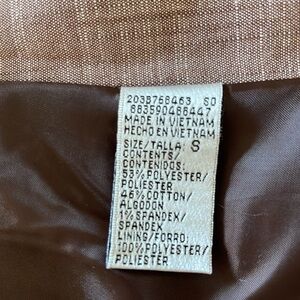 203B768463 SO
883590486447
MADE IN VIETNAM
HECHO EN VIETNAM
SIZE/TALLA: S
CONTENTS/
CONTENIDOS:
53% POLYESTER/
POLIESTER
46% COTTON/
ALGODON
1% SPANDEX/
SPANDEX
LINING/FORRO:
100% POLYESTER/
POLIESTER